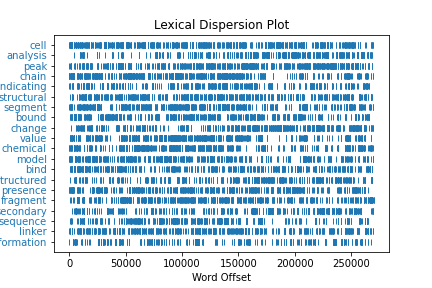 Lexical Dispersion Plot
cell
analysis
peak
chain
ndicating
structural
segment
bound
change
value
chemical
model
bind
tructured
presence
fragment
econdary
sequence
linker
formation
0 50000 100000 150000 200000 250000
Word Offset